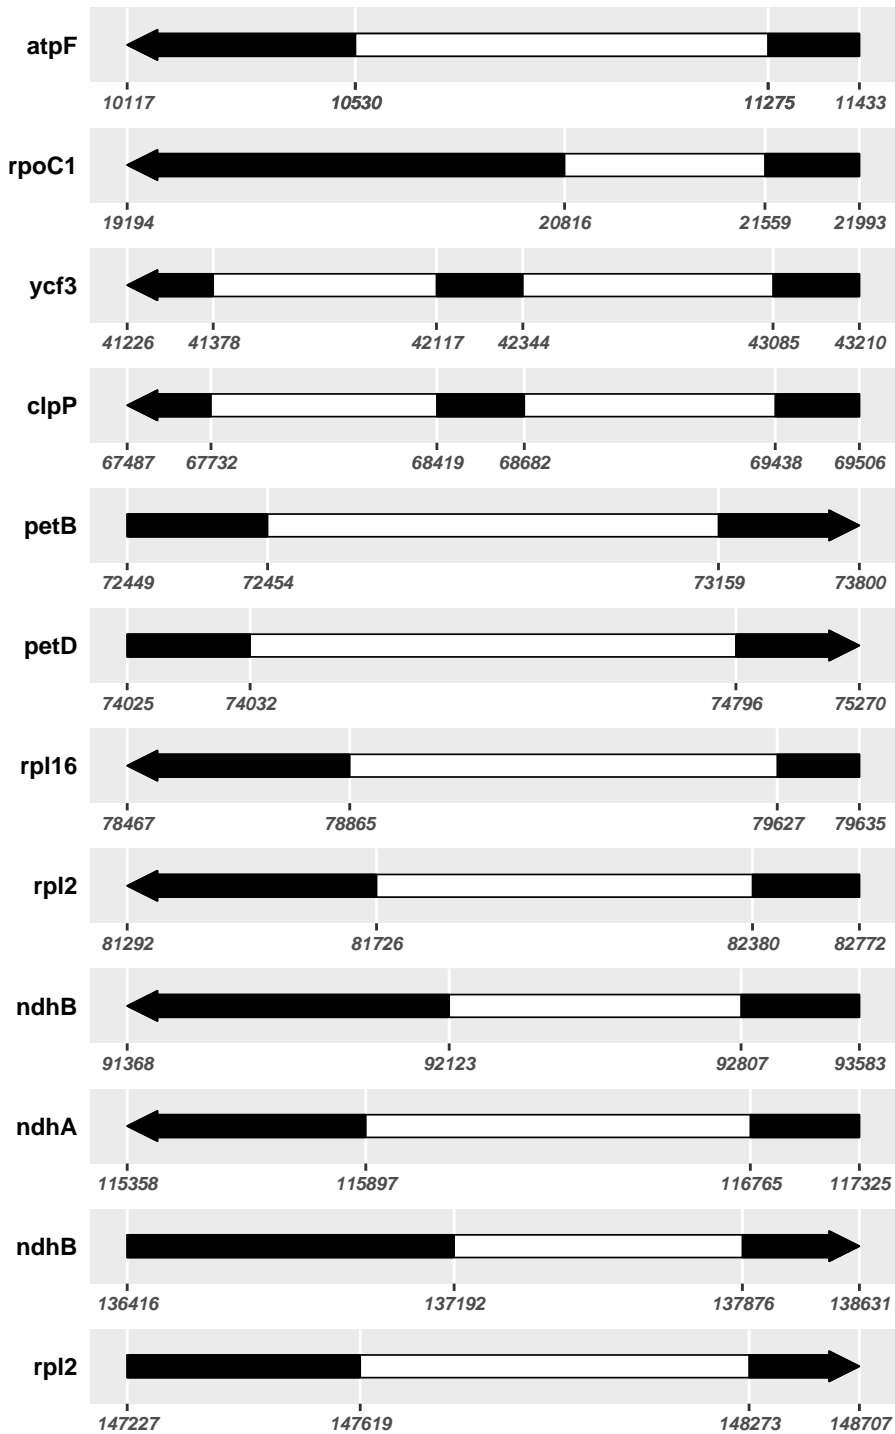 atpF
10117 10530 11275 11433
rpoC1
19194 20816 21559 21993
ycf3
41226 41378 42117 42344 43085 43210
clpP
67487 67732 68419 68682 69438 69506
petB
72449 72454 73159 73800
petD
74025 74032 74796 75270
rpl16
78467 78865 79627 79635
rpl2
81292 81726 82380 82772
ndhB
91368 92123 92807 93583
ndhA
115358 115897 116765 117325
ndhB
136416 137192 137876 138631
rpl2
147227 147619 148273 148707